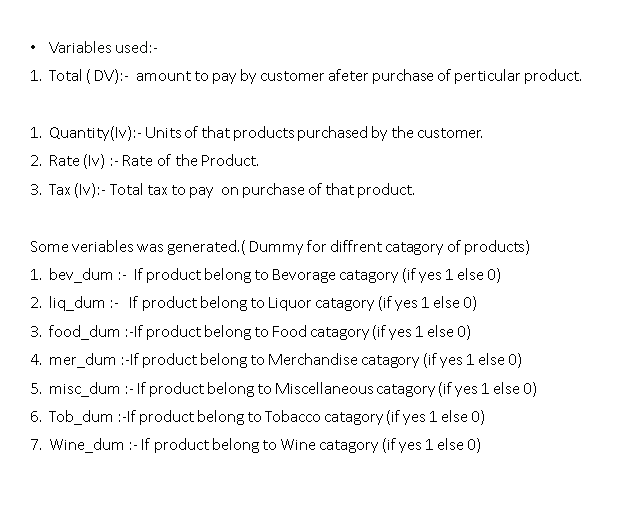 • Variables used:-
1. Total ( DV):- amount to pay by customer afeter purchase of perticular product.
1. Quantity(Iv):- Units of that products purchased by the customer.
2. Rate (Iv) :- Rate of the Product.
3. Tax (Iv):- Total tax to pay on purchase of that product.
Some veriables was generated.( Dummy for diffrent catagory of products)
1. bev_dum :- If product belong to Bevorage catagory (if yes 1 else 0)
2. liq_dum :- If product belong to Liquor catagory (if yes 1 else 0)
3. food_dum :-If product belong to Food catagory (if yes 1 else 0)
4. mer_dum :-If product belong to Merchandise catagory (if yes 1 else 0)
5. misc_dum :- If product belong to Miscellaneous catagory (if yes 1 else 0)
6. Tob_dum :-If product belong to Tobacco catagory (if yes 1 else 0)
7. Wine_dum :- If product belong to Wine catagory (if yes 1 else 0)